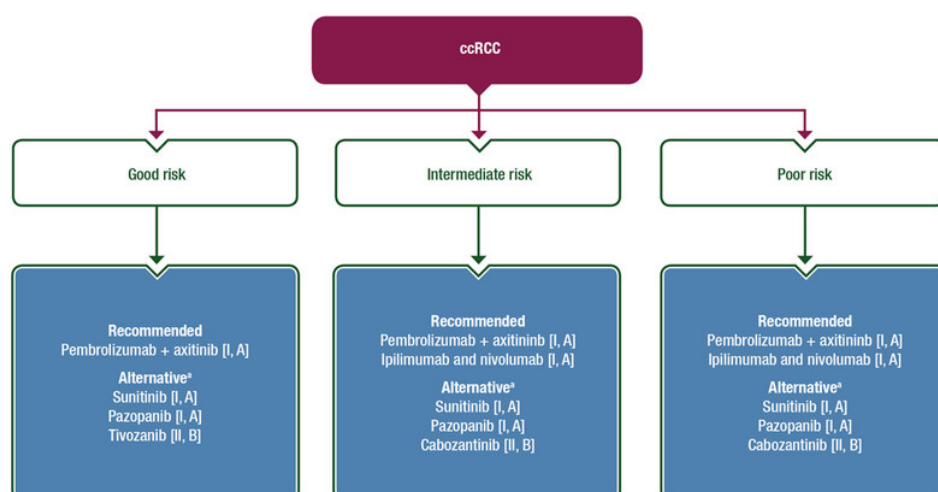 ccRCC
Good risk
Intermediate risk
Poor risk
Recommended
Pembrolizumab + axitinib [I, A]
Alternativeª
Sunitinib [I, A]
Pazopanib [I, A]
Tivozanib [II, B]
Recommended
Pembrolizumab + axitininb [I, A]
Ipilimumab and nivolumab [I, A]
Alternativeª
Sunitinib [I, A]
Pazopanib [I, A]
Cabozantinib [II, B]
Recommended
Pembrolizumab + axitininb [I, A]
Ipilimumab and nivolumab [I, A]
Alternativeª
Sunitinib [I, A]
Pazopanib [I, A]
Cabozantinib [II, B]